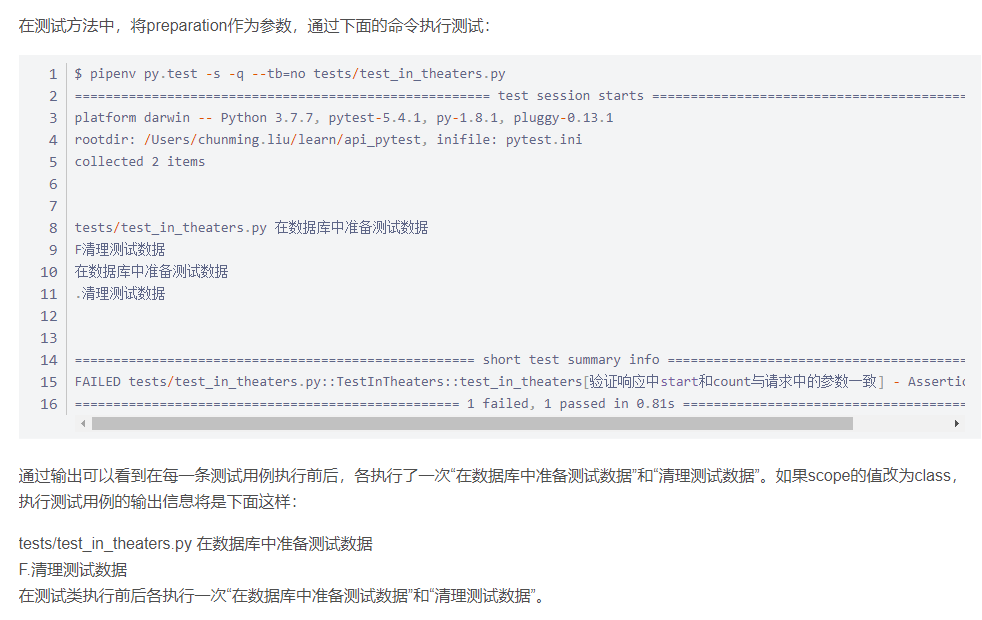 在测试方法中，将preparation作为参数，通过下面的命令执行测试：
1 $ pipenv py.test -s -q --tb=no tests/test_in_theaters.py
2 ====================================================== test session starts =========================================
3 platform darwin -- Python 3.7.7, pytest-5.4.1, py-1.8.1, pluggy-0.13.1
4 rootdir: /Users/chunming.liu/learn/api_pytest, inifile: pytest.ini
5 collected 2 items
6
7
8 tests/test_in_theaters.py 在数据库中准备测试数据
9 F清理测试数据
10 在数据库中准备测试数据
11 .清理测试数据
12
13
14 ==================================================== short test summary info =======================================
15 FAILED tests/test_in_theaters.py::TestInTheaters::test_in_theaters[验证响应中start和count与请求中的参数一致] - Assertic
16 ================================================== 1 failed, 1 passed in 0.81s =====================================
通过输出可以看到在每一条测试用例执行前后，各执行了一次“在数据库中准备测试数据”和“清理测试数据”。如果scope的值改为class，
执行测试用例的输出信息将是下面这样：
tests/test_in_theaters.py 在数据库中准备测试数据
F.清理测试数据
在测试类执行前后各执行一次“在数据库中准备测试数据”和“清理测试数据”。